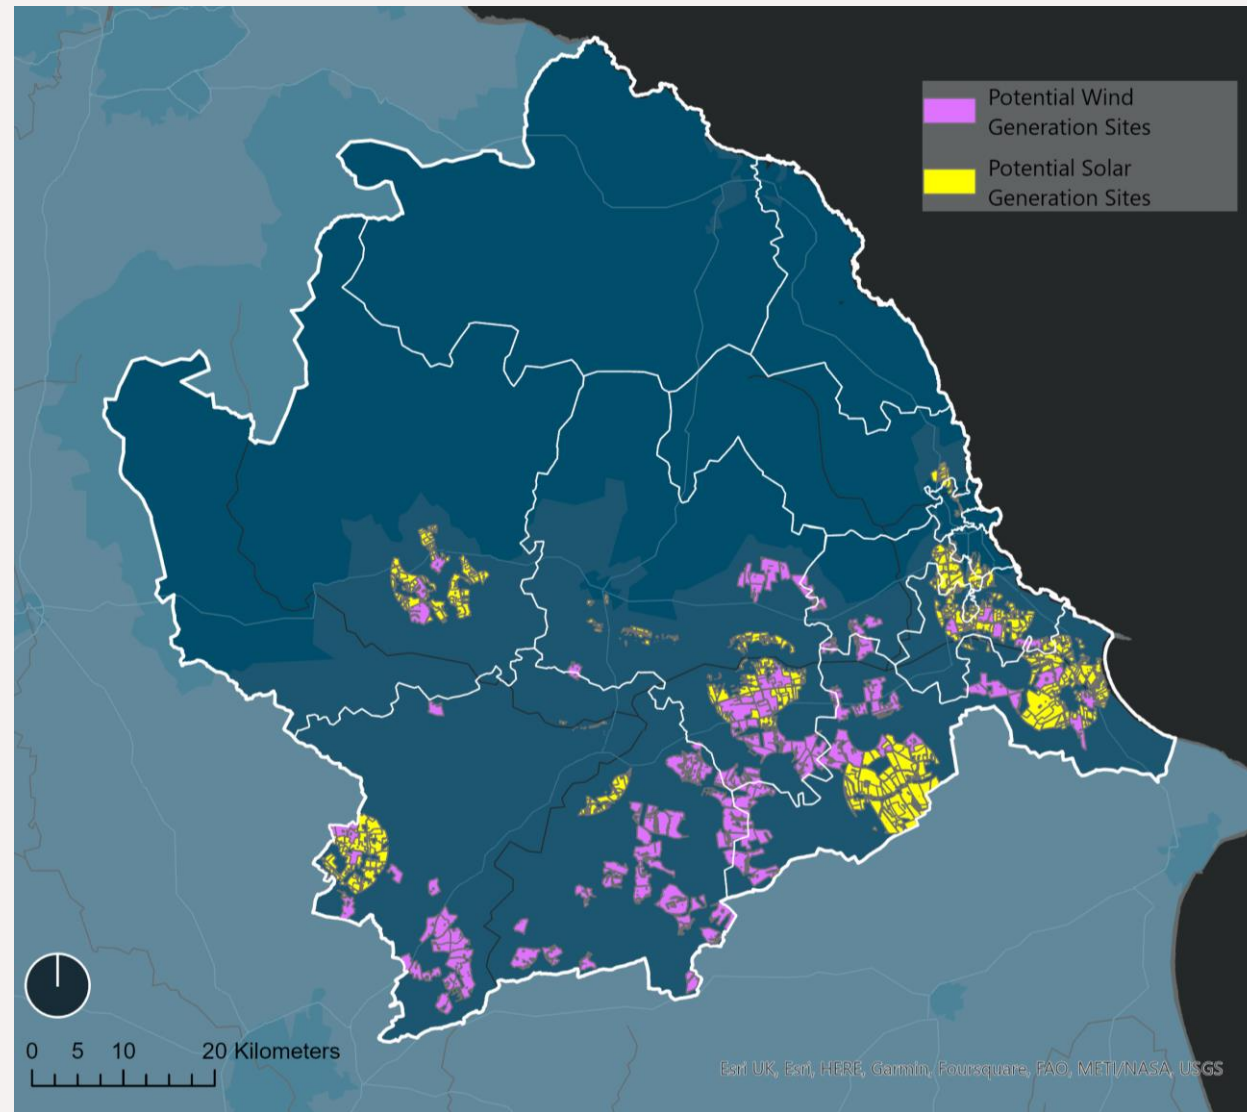 Potential Wind
Generation Sites
Potential Solar
Generation Sites
0 5 10 20 Kilometers
Esri UK, Esri, HERE, Garmin, Foursquare, FAO, METI/NASA, USGS